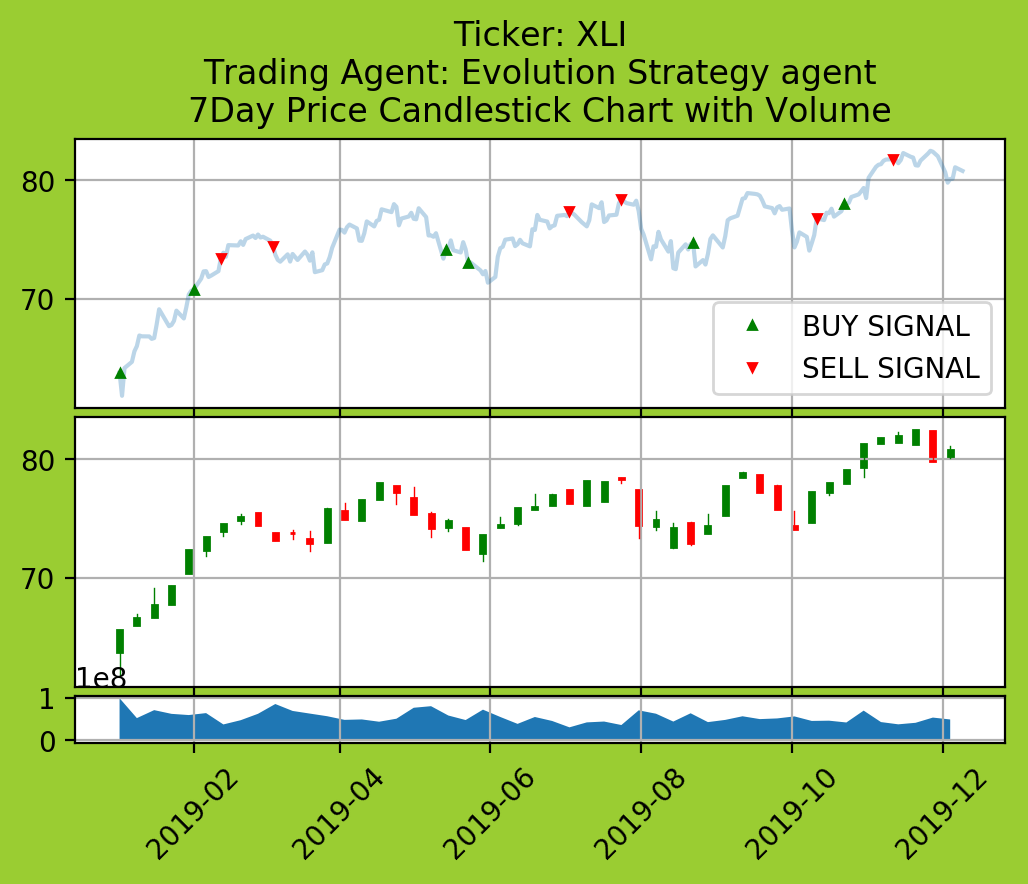 Ticker: XLI
Trading Agent: Evolution Strategy agent
7Day Price Candlestick Chart with Volume
80
70
BUY SIGNAL
SELL SIGNAL
80
70
1e8
1
0
2019-02
2019-04
2019-06
2019-08
2019-10
2019-12